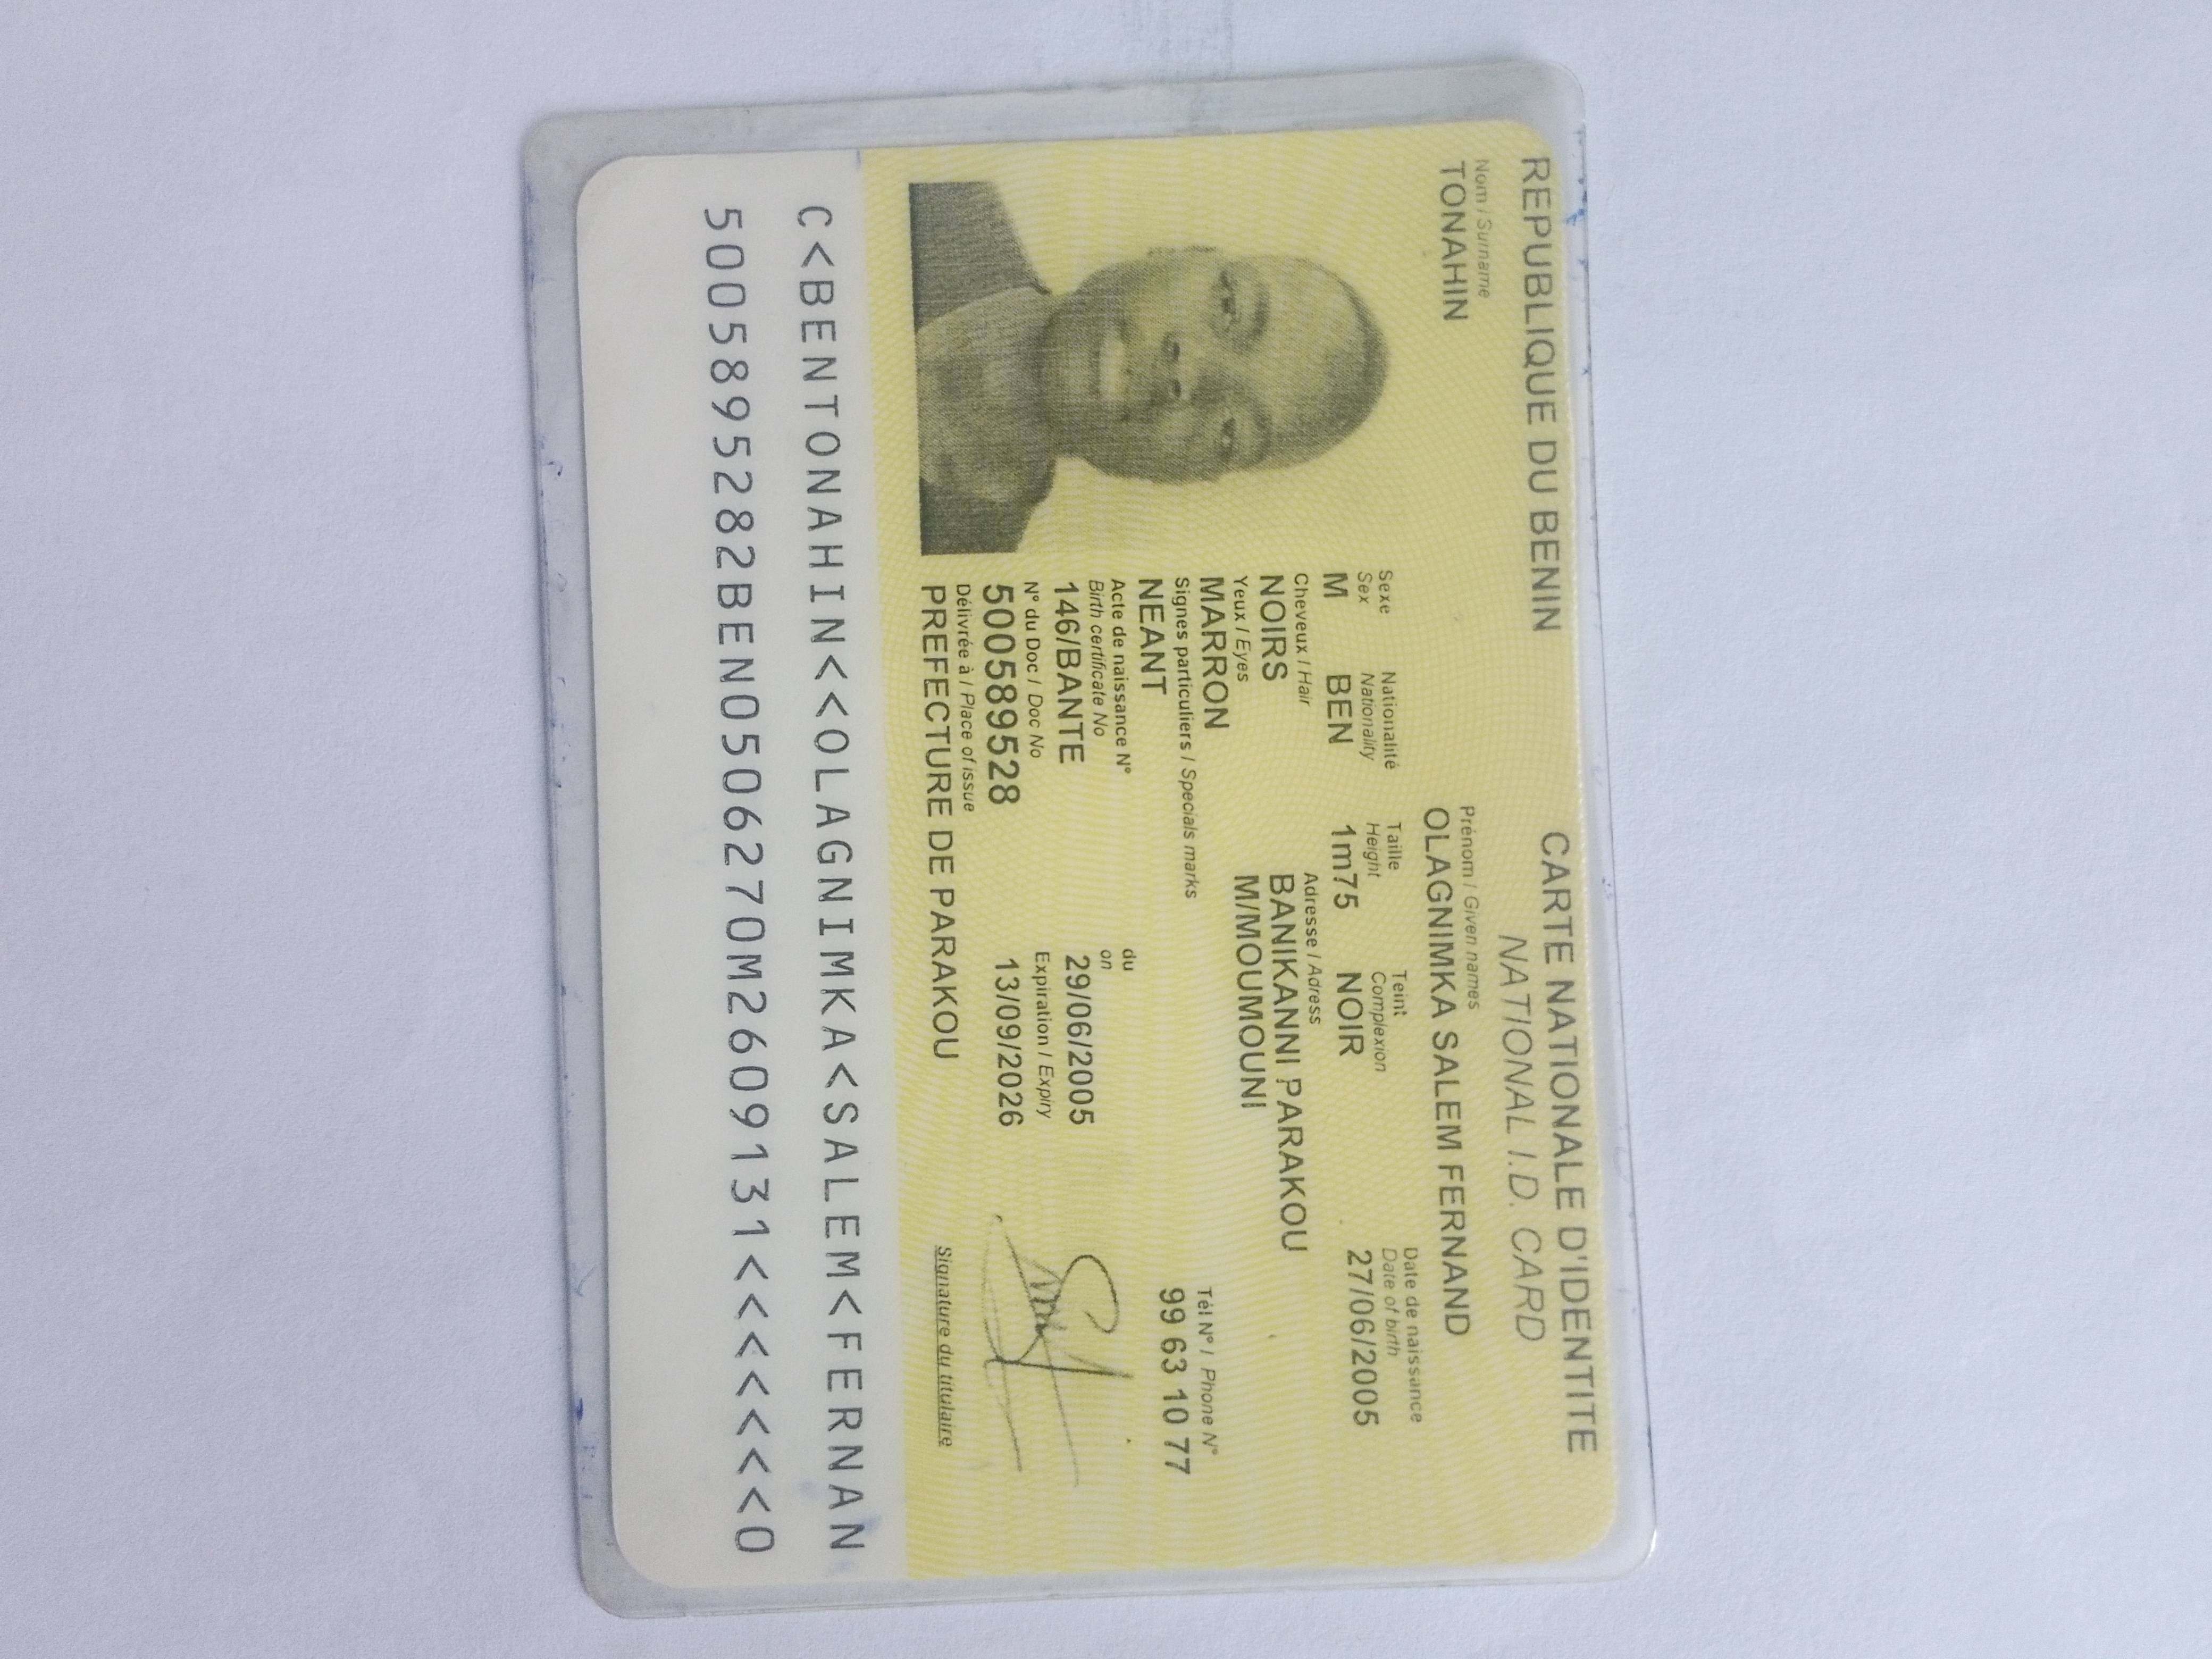 REPUBLIQUE DU BENIN
CARTE NATIONALE D'IDENTITE
NATIONAL I.D. CARD
Nom / Surname
TONAHIN
Prénom / Given names
OLAGNIMKA SALEM FERNAND
Sexe
Sex
M
Nationalité
Nationality
BEN
Taille
Height
1m75
Teint
Complexion
NOIR
Date de naissance
Date of birth
27/06/2005
Cheveux / Hair
NOIRS
Adresse / Adress
BANIKANNI PARAKOU
M/MOUMOUNI
Yeux / Eyes
MARRON
Signes particuliers / Specials marks
NEANT
Tél N° / Phone N°
99 63 10 77
Acte de naissance N°
Birth certificate No
146/BANTE
du
on
29/06/2005
N° du Doc / Doc No
5005895​28
Expiration / Expiry
13/09/2026
Délivrée à / Place of issue
PREFECTURE DE PARAKOU
Signature du titulaire
C<BENTONAHIN<<OLAGNIMKA<SALEM<FERNAN
5005895282BEN0506270M2609131<<<<<<<0